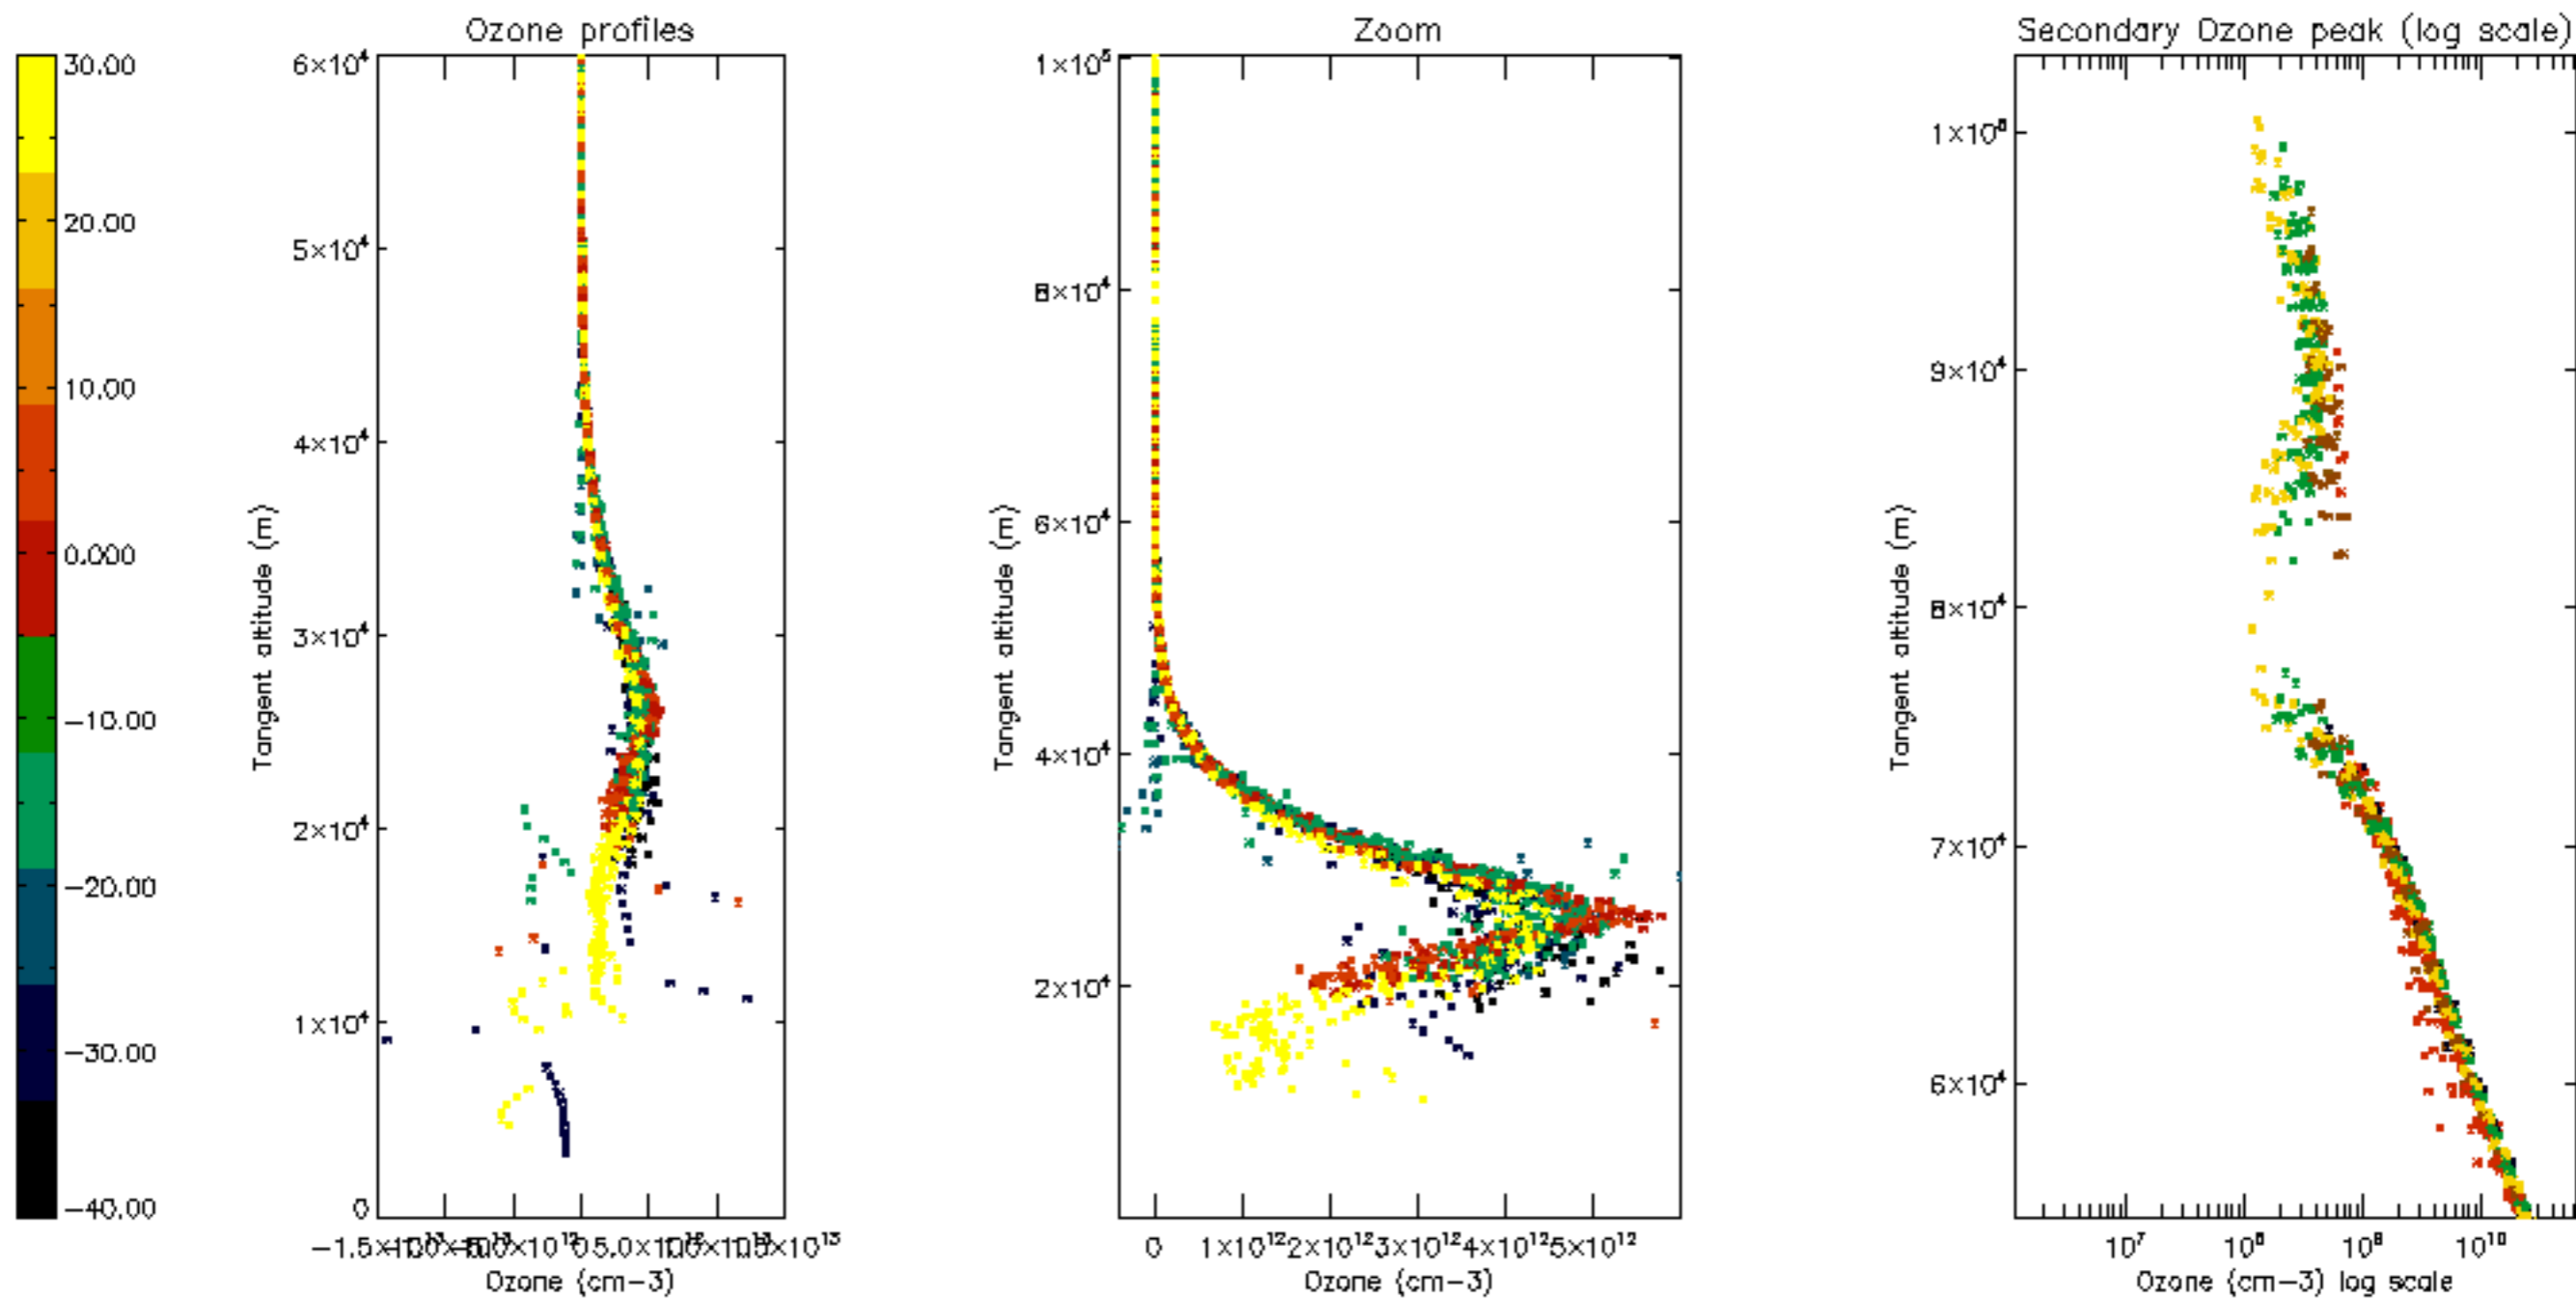 Ozone profiles
Zoom
Secondary Ozone peak (log scale)
30.00
20.00
10.00
0.000
−10.00
−20.00
−30.00
−40.00
6×10⁴
5×10⁴
4×10⁴
3×10⁴
2×10⁴
1×10⁴
0
Tangent altitude (m)
Ozone (cm−3)
1×10⁵
8×10⁴
6×10⁴
4×10⁴
2×10⁴
Tangent altitude (m)
0 1×10¹² 2×10¹² 3×10¹² 4×10¹² 5×10¹²
Ozone (cm−3)
9×10⁴
8×10⁴
7×10⁴
6×10⁴
Tangent altitude (m)
10⁷ 10⁸ 10⁹ 10¹⁰
Ozone (cm−3) log scale